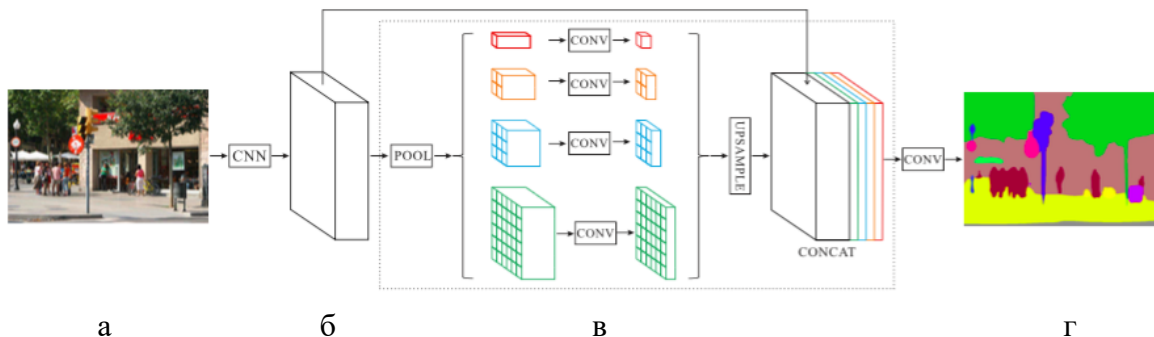 CNN
POOL
CONV
CONV
CONV
CONV
UPSAMPLE
CONCAT
CONV
а б в г